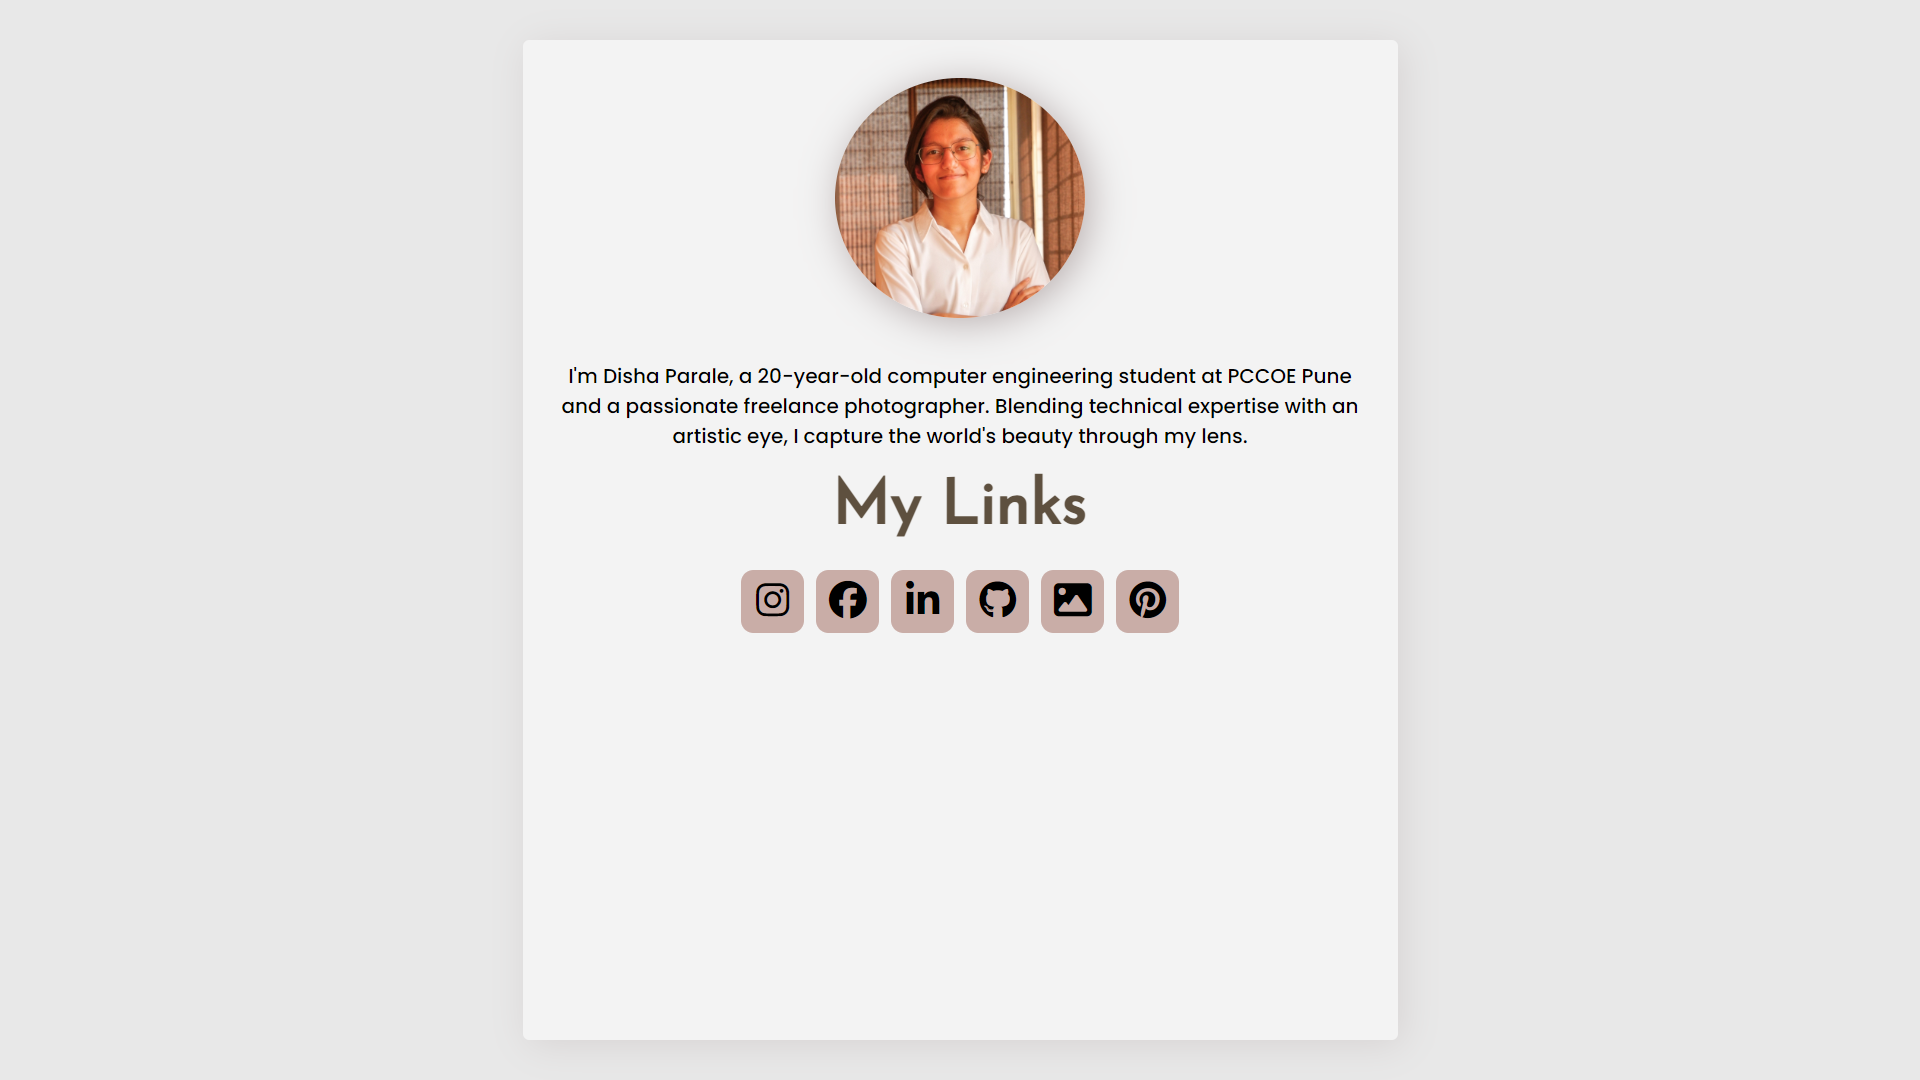 I'm Disha Parale, a 20-year-old computer engineering student at PCCOE Pune
and a passionate freelance photographer. Blending technical expertise with an
artistic eye, I capture the world's beauty through my lens.
My Links